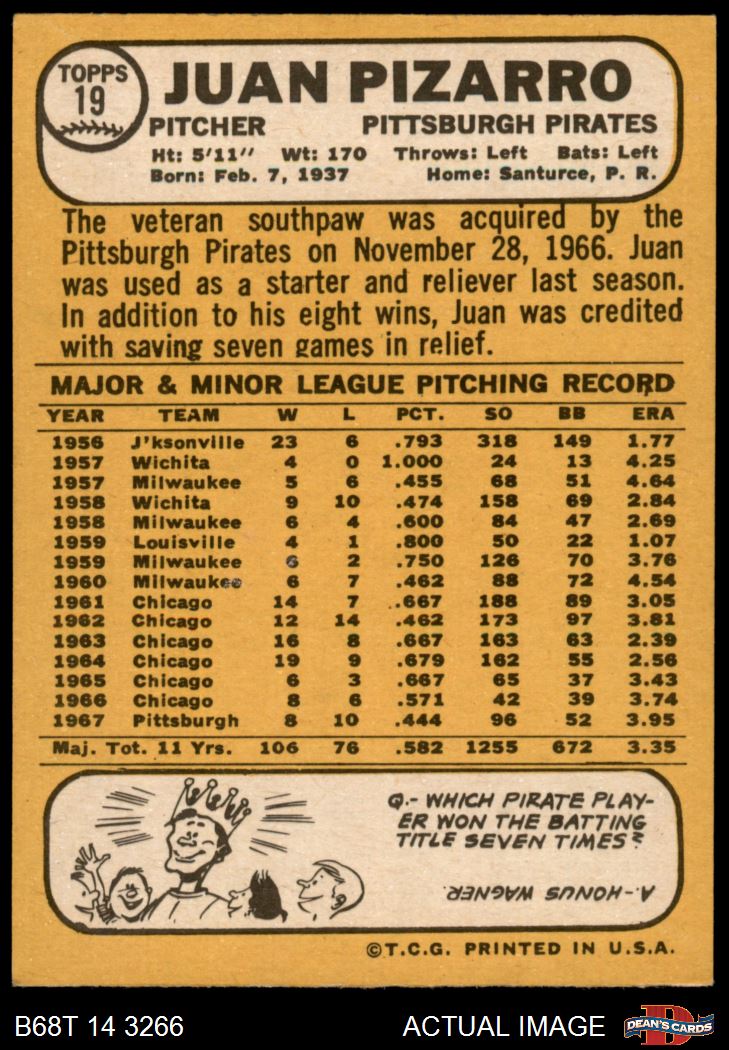 TOPPS
19
JUAN PIZARRO
PITCHER PITTSBURGH PIRATES
Ht: 5'11" Wt: 170 Throws: Left Bats: Left
Born: Feb. 7, 1937 Home: Santurce, P. R.
The veteran southpaw was acquired by the
Pittsburgh Pirates on November 28, 1966. Juan
was used as a starter and reliever last season.
In addition to his eight wins, Juan was credited
with saving seven games in relief.
MAJOR & MINOR LEAGUE PITCHING RECORD
YEAR TEAM W L PCT. SO BB ERA
1956 J'ksonville 23 6 .793 318 149 1.77
1957 Wichita 4 0 1.000 24 13 4.25
1957 Milwaukee 5 6 .455 68 51 4.64
1958 Wichita 9 10 .474 158 69 2.84
1958 Milwaukee 6 4 .600 84 47 2.69
1959 Louisville 4 1 .800 50 22 1.07
1959 Milwaukee 6 2 .750 126 70 3.76
1960 Milwaukee 6 7 .462 88 72 4.54
1961 Chicago 14 7 .667 188 89 3.05
1962 Chicago 12 14 .462 173 97 3.81
1963 Chicago 16 8 .667 163 63 2.39
1964 Chicago 19 9 .679 162 55 2.56
1965 Chicago 6 3 .667 65 37 3.43
1966 Chicago 8 6 .571 42 39 3.74
1967 Pittsburgh 8 10 .444 96 52 3.95
Maj. Tot. 11 Yrs. 106 76 .582 1255 672 3.35
Q.- WHICH PIRATE PLAY-
ER WON THE BATTING
TITLE SEVEN TIMES?
A.-HONUS WAGNER.
©T.C.G. PRINTED IN U.S.A.
B68T 14 3266 ACTUAL IMAGE
D
DEAN'S CARDS